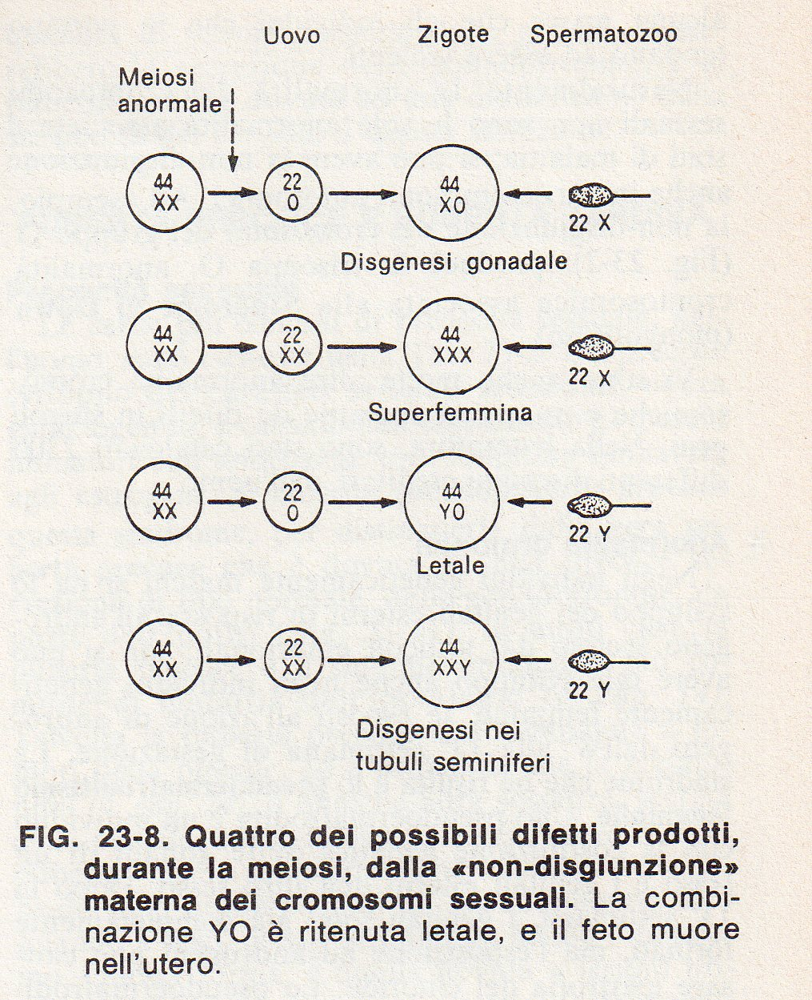 Uovo Zigote Spermatozoo
Meiosi
anormale
44
XX
22
O
44
XO
22 X
Disgenesi gonadale
44
XX
22
XX
44
XXX
22 X
Superfemmina
44
XX
22
O
44
YO
22 Y
Letale
44
XX
22
XX
44
XXY
22 Y
Disgenesi nei
tubuli seminiferi
FIG. 23-8. Quattro dei possibili difetti prodotti,
durante la meiosi, dalla «non-disgiunzione»
materna dei cromosomi sessuali. La combi-
nazione YO è ritenuta letale, e il feto muore
nell'utero.